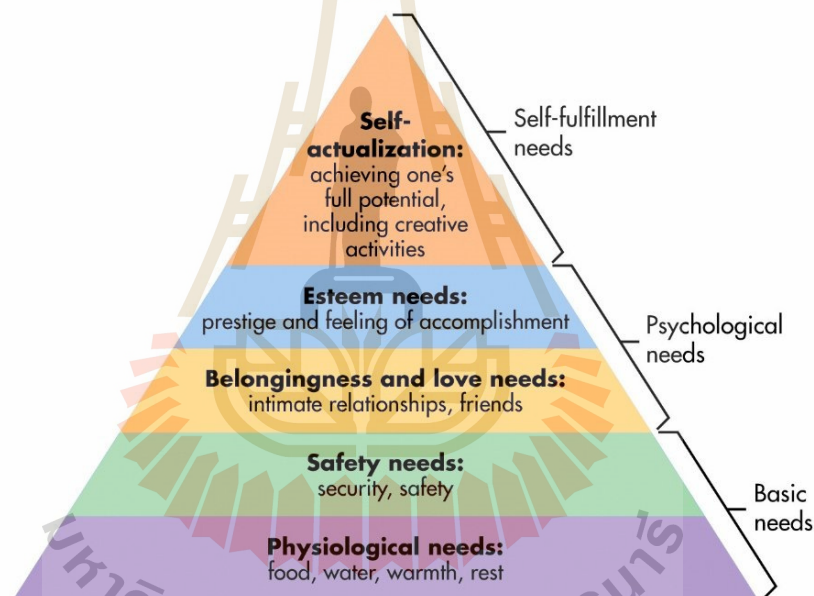 Self-
actualization:
achieving one's
full potential,
including creative
activities
Self-fulfillment
needs
Esteem needs:
prestige and feeling of accomplishment
Psychological
needs
Belongingness and love needs:
intimate relationships, friends
Safety needs:
security, safety
Basic
needs
Physiological needs:
food, water, warmth, rest